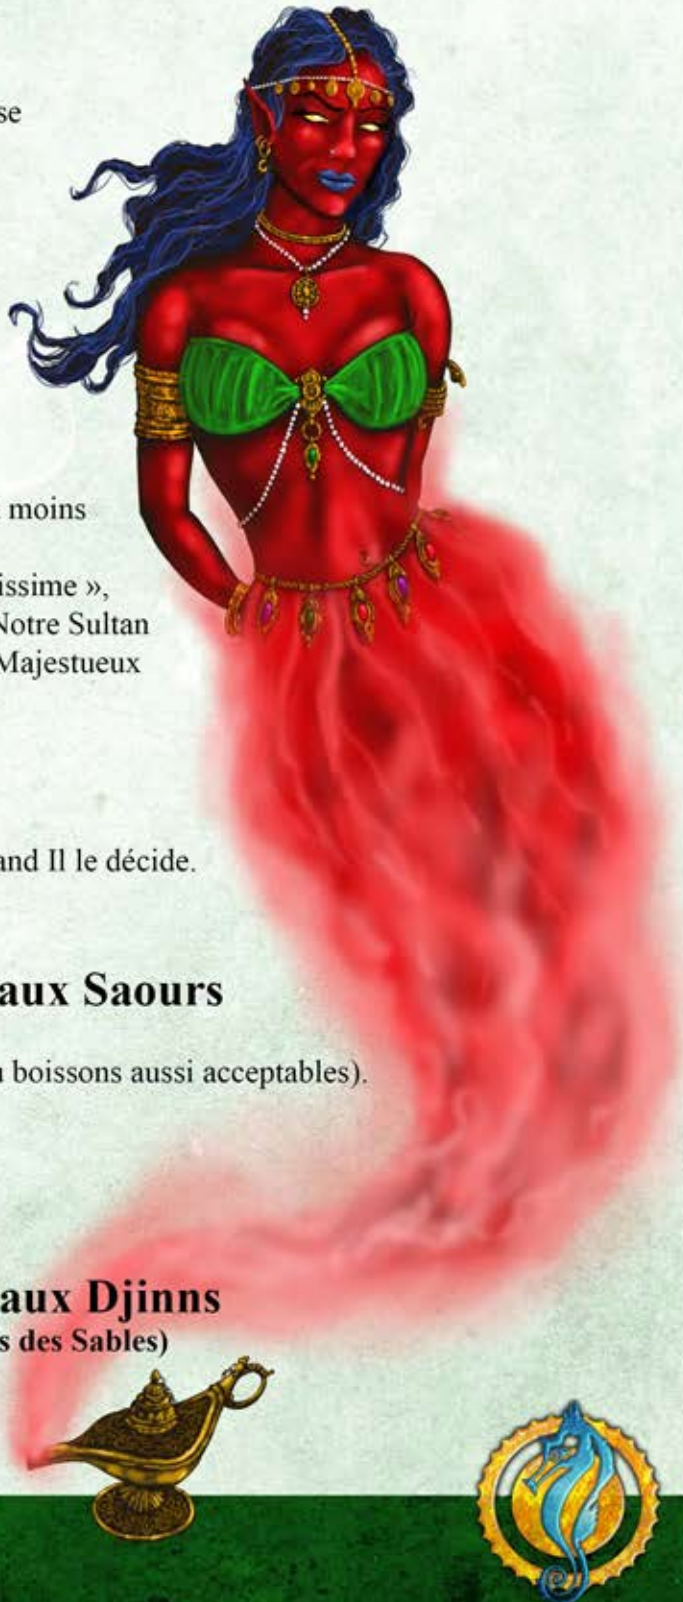 se
moins
issime »,
Notre Sultan
Majestueux
and Il le décide.
aux Saours
boissons aussi acceptables).
aux Djinns
s des Sables)